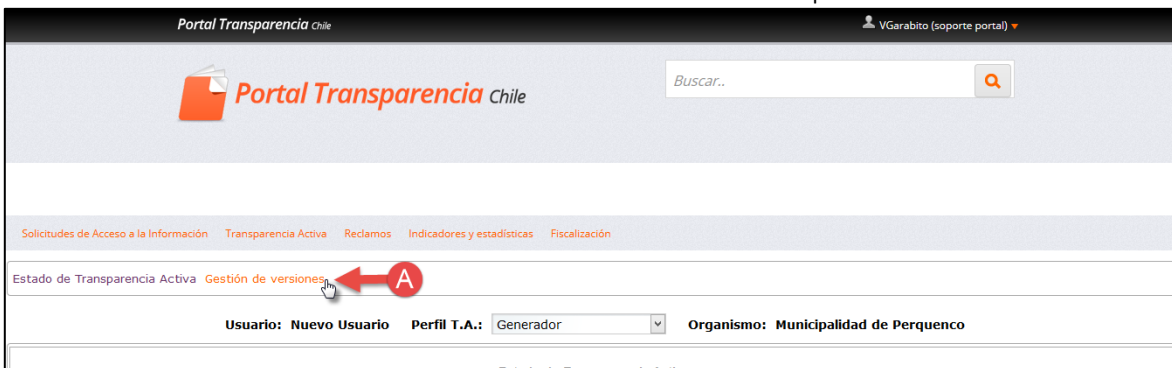 Portal Transparencia Chile
VGarabito (soporte portal)
Portal Transparencia Chile
Buscar..
Solicitudes de Acceso a la Información Transparencia Activa Reclamos Indicadores y estadísticas Fiscalización
Estado de Transparencia Activa Gestión de versiones A
Usuario: Nuevo Usuario Perfil T.A.: Generador Organismo: Municipalidad de Perquenco